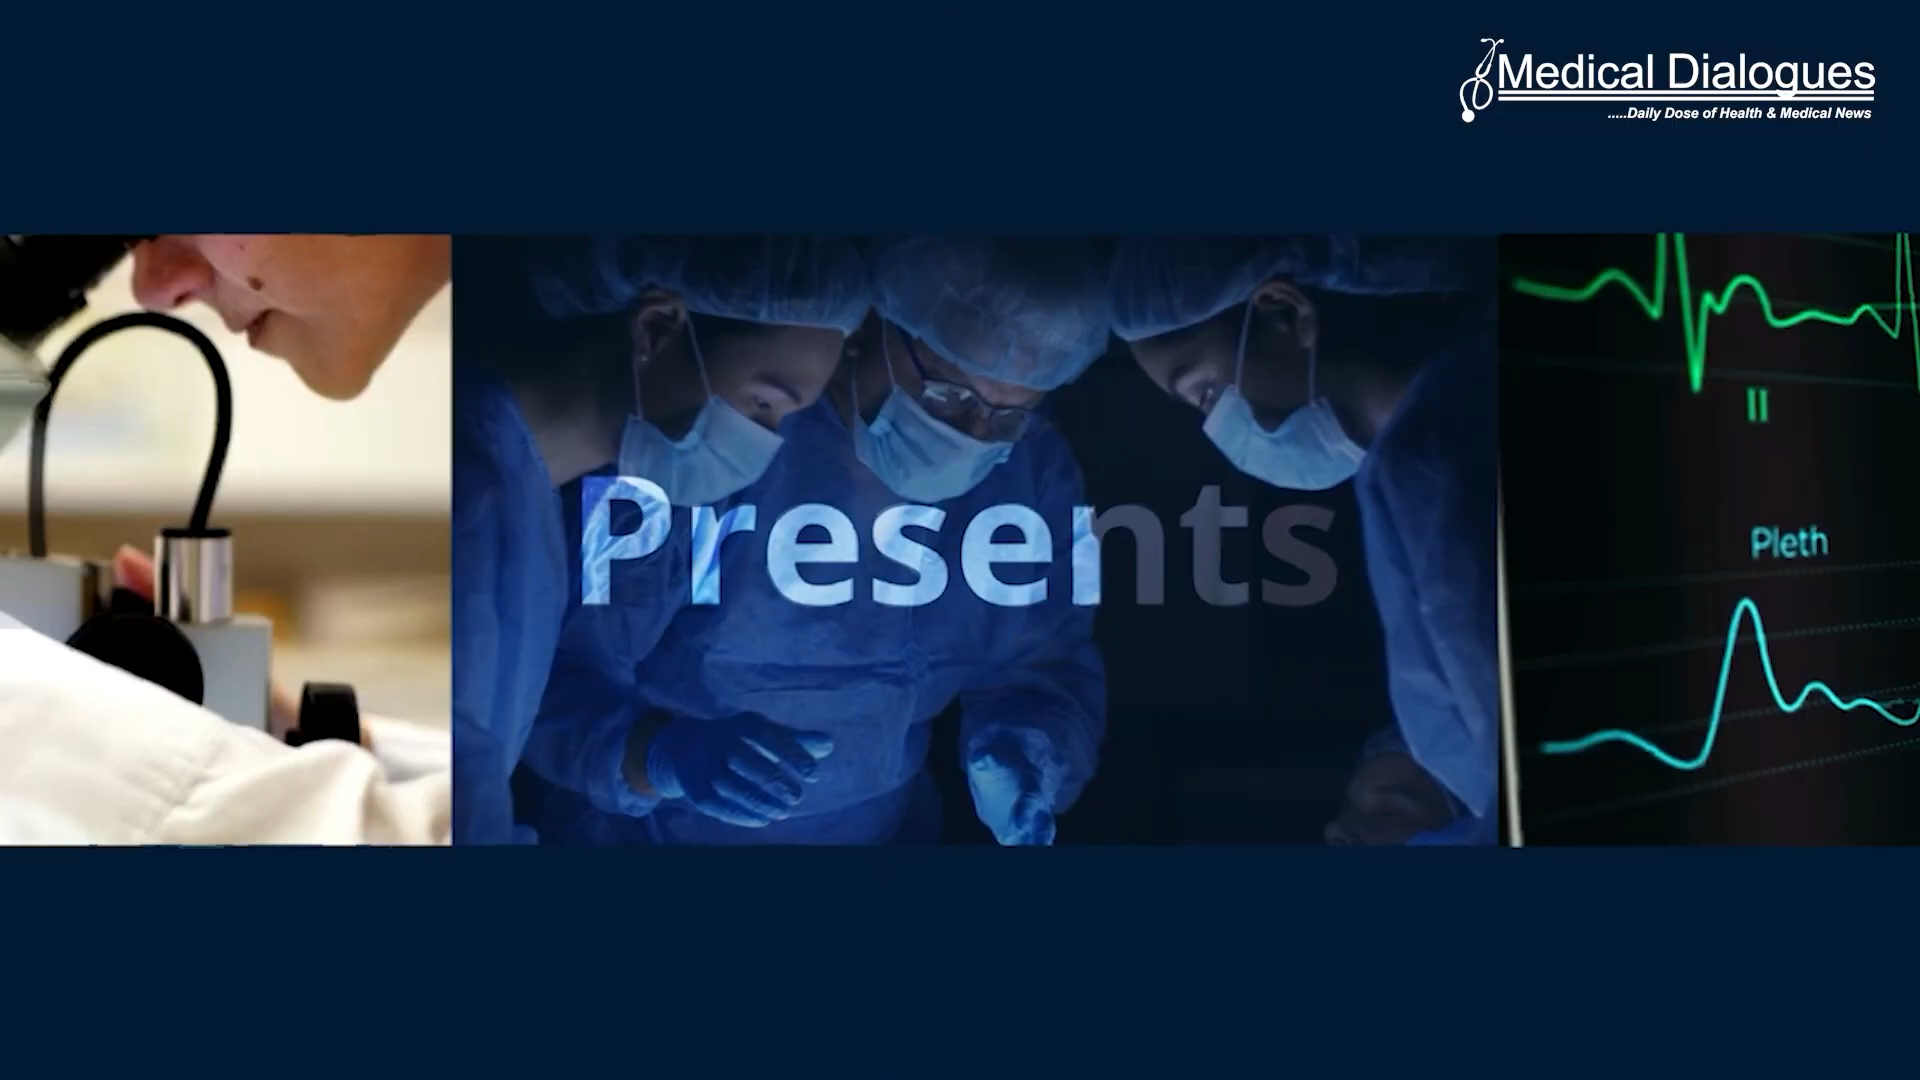 Medical Dialogues
.....Daily Dose of Health & Medical News
Presents
II
Pleth